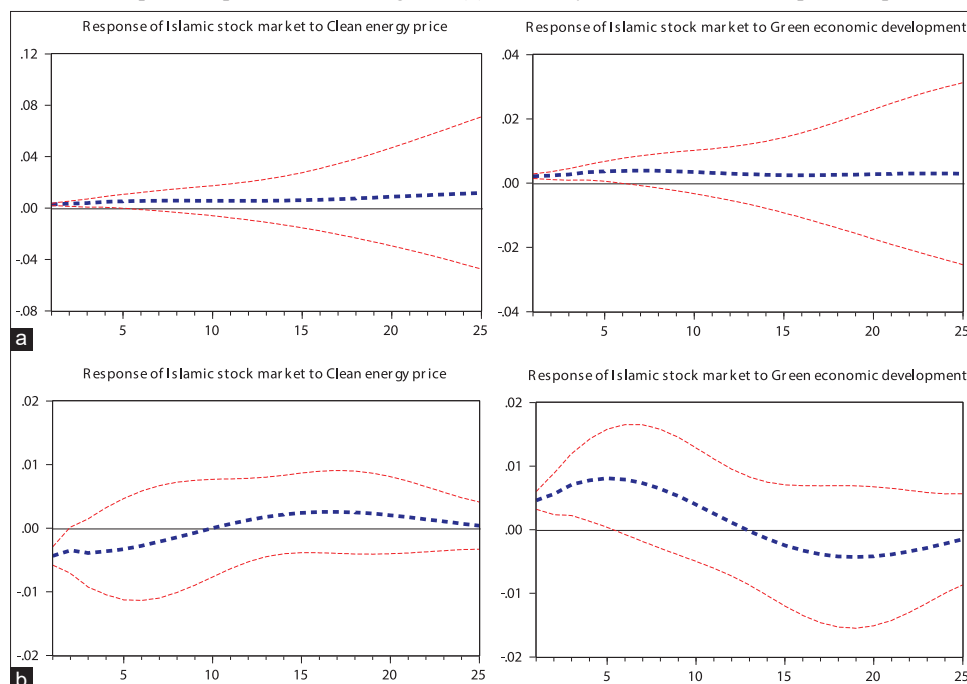 Response of Islamic stock market to Clean energy price
.12
.08
.04
.00
-.04
-.08
5 10 15 20 25
Response of Islamic stock market to Green economic development
.04
.02
.00
-.02
-.04
5 10 15 20 25
a
Response of Islamic stock market to Clean energy price
.02
.01
.00
-.01
-.02
5 10 15 20 25
Response of Islamic stock market to Green economic development
.02
.01
.00
-.01
-.02
5 10 15 20 25
b